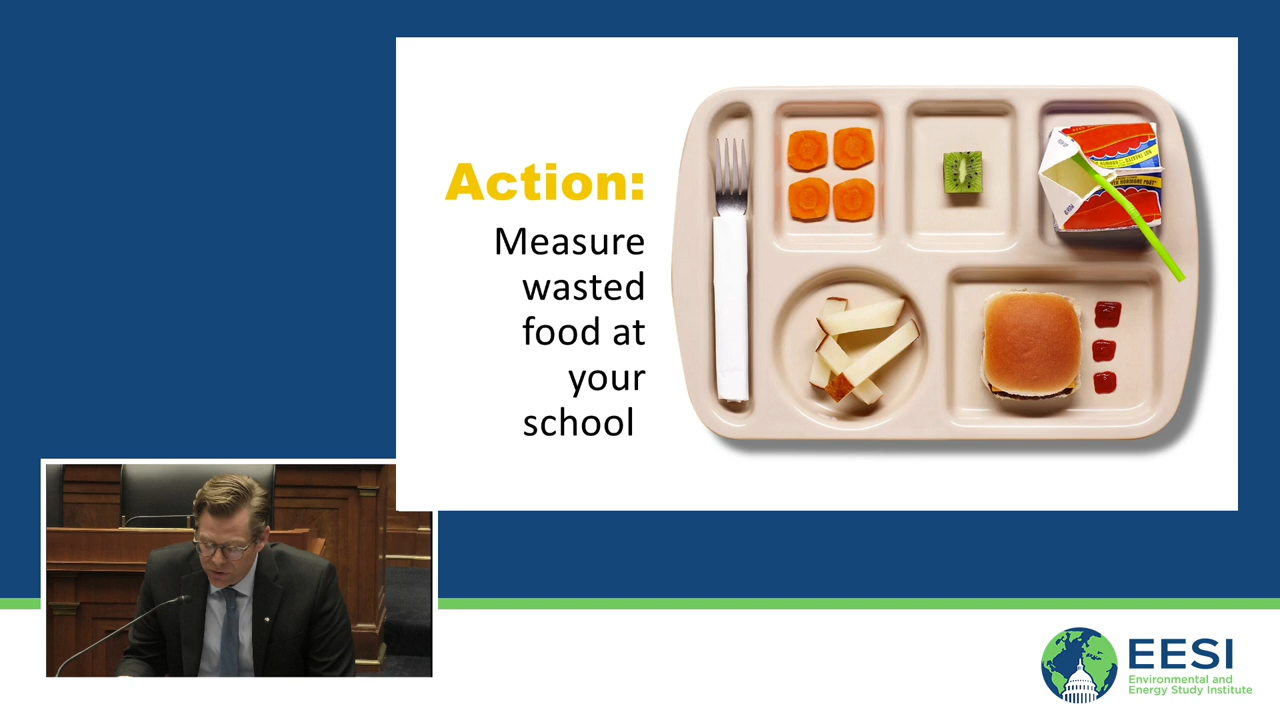 Action:
Measure
wasted
food at
your
school
EESI
Environmental and
Energy Study Institute